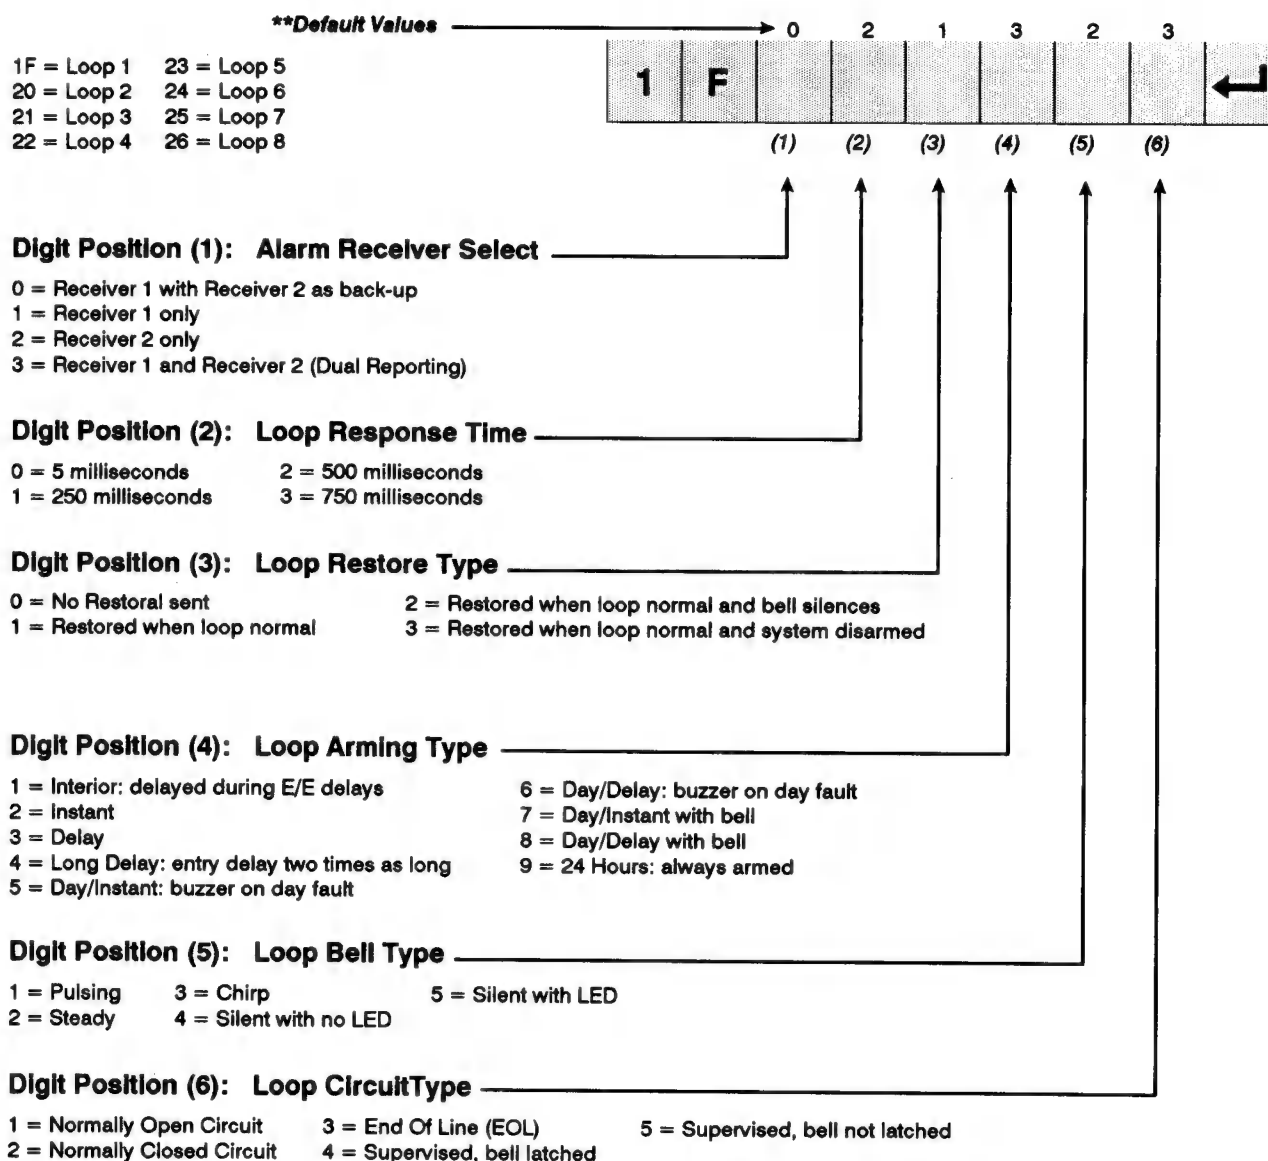 **Default Values 0 2 1 3 2 3
1F = Loop 1 23 = Loop 5
20 = Loop 2 24 = Loop 6
21 = Loop 3 25 = Loop 7
22 = Loop 4 26 = Loop 8
1 F
(1) (2) (3) (4) (5) (6)
Digit Position (1): Alarm Receiver Select
0 = Receiver 1 with Receiver 2 as back-up
1 = Receiver 1 only
2 = Receiver 2 only
3 = Receiver 1 and Receiver 2 (Dual Reporting)
Digit Position (2): Loop Response Time
0 = 5 milliseconds 2 = 500 milliseconds
1 = 250 milliseconds 3 = 750 milliseconds
Digit Position (3): Loop Restore Type
0 = No Restoral sent 2 = Restored when loop normal and bell silences
1 = Restored when loop normal 3 = Restored when loop normal and system disarmed
Digit Position (4): Loop Arming Type
1 = Interior: delayed during E/E delays 6 = Day/Delay: buzzer on day fault
2 = Instant 7 = Day/Instant with bell
3 = Delay 8 = Day/Delay with bell
4 = Long Delay: entry delay two times as long 9 = 24 Hours: always armed
5 = Day/Instant: buzzer on day fault
Digit Position (5): Loop Bell Type
1 = Pulsing 3 = Chirp 5 = Silent with LED
2 = Steady 4 = Silent with no LED
Digit Position (6): Loop CircuitType
1 = Normally Open Circuit 3 = End Of Line (EOL) 5 = Supervised, bell not latched
2 = Normally Closed Circuit 4 = Supervised, bell latched